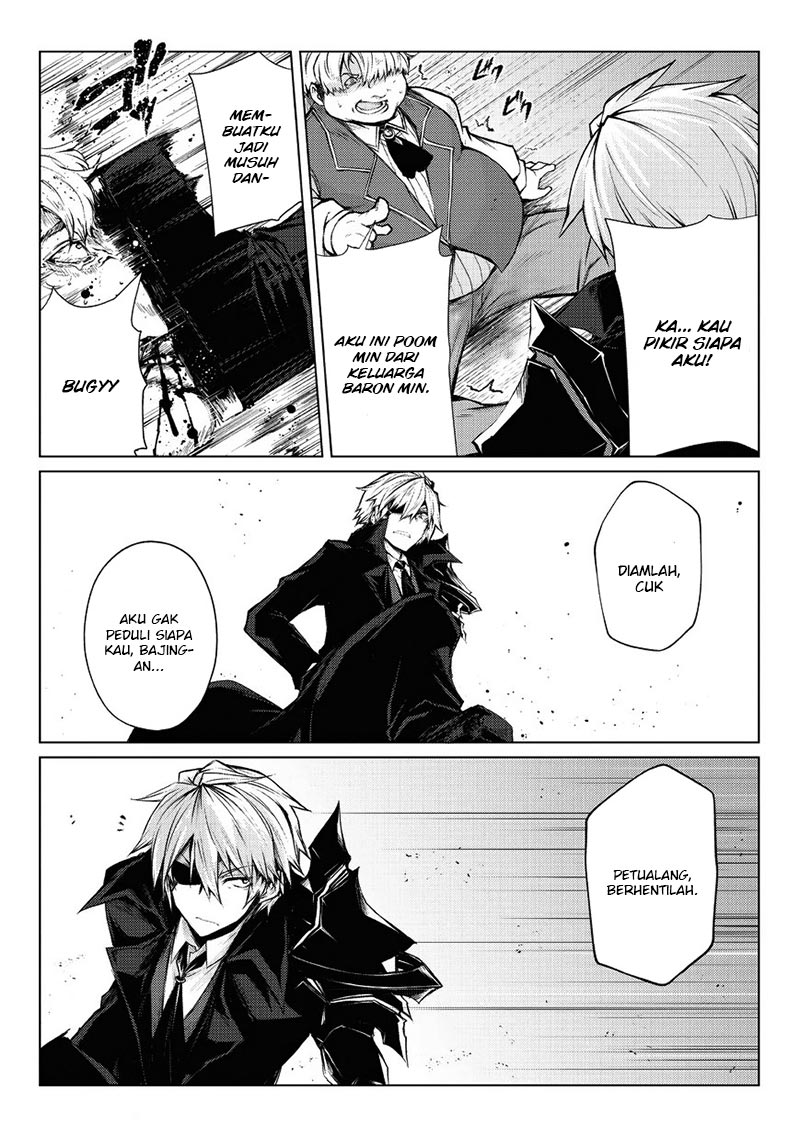 KA... KAU
PIKIR SIAPA
AKU!
AKU INI POOM
MIN DARI
KELUARGA
BARON MIN.
MEM-
BUATKU
JADI
MUSUH
DAN-
BUGYY
DIAMLAH,
CUK
AKU GAK
PEDULI SIAPA
KAU, BAJING-
AN...
PETUALANG,
BERHENTILAH.